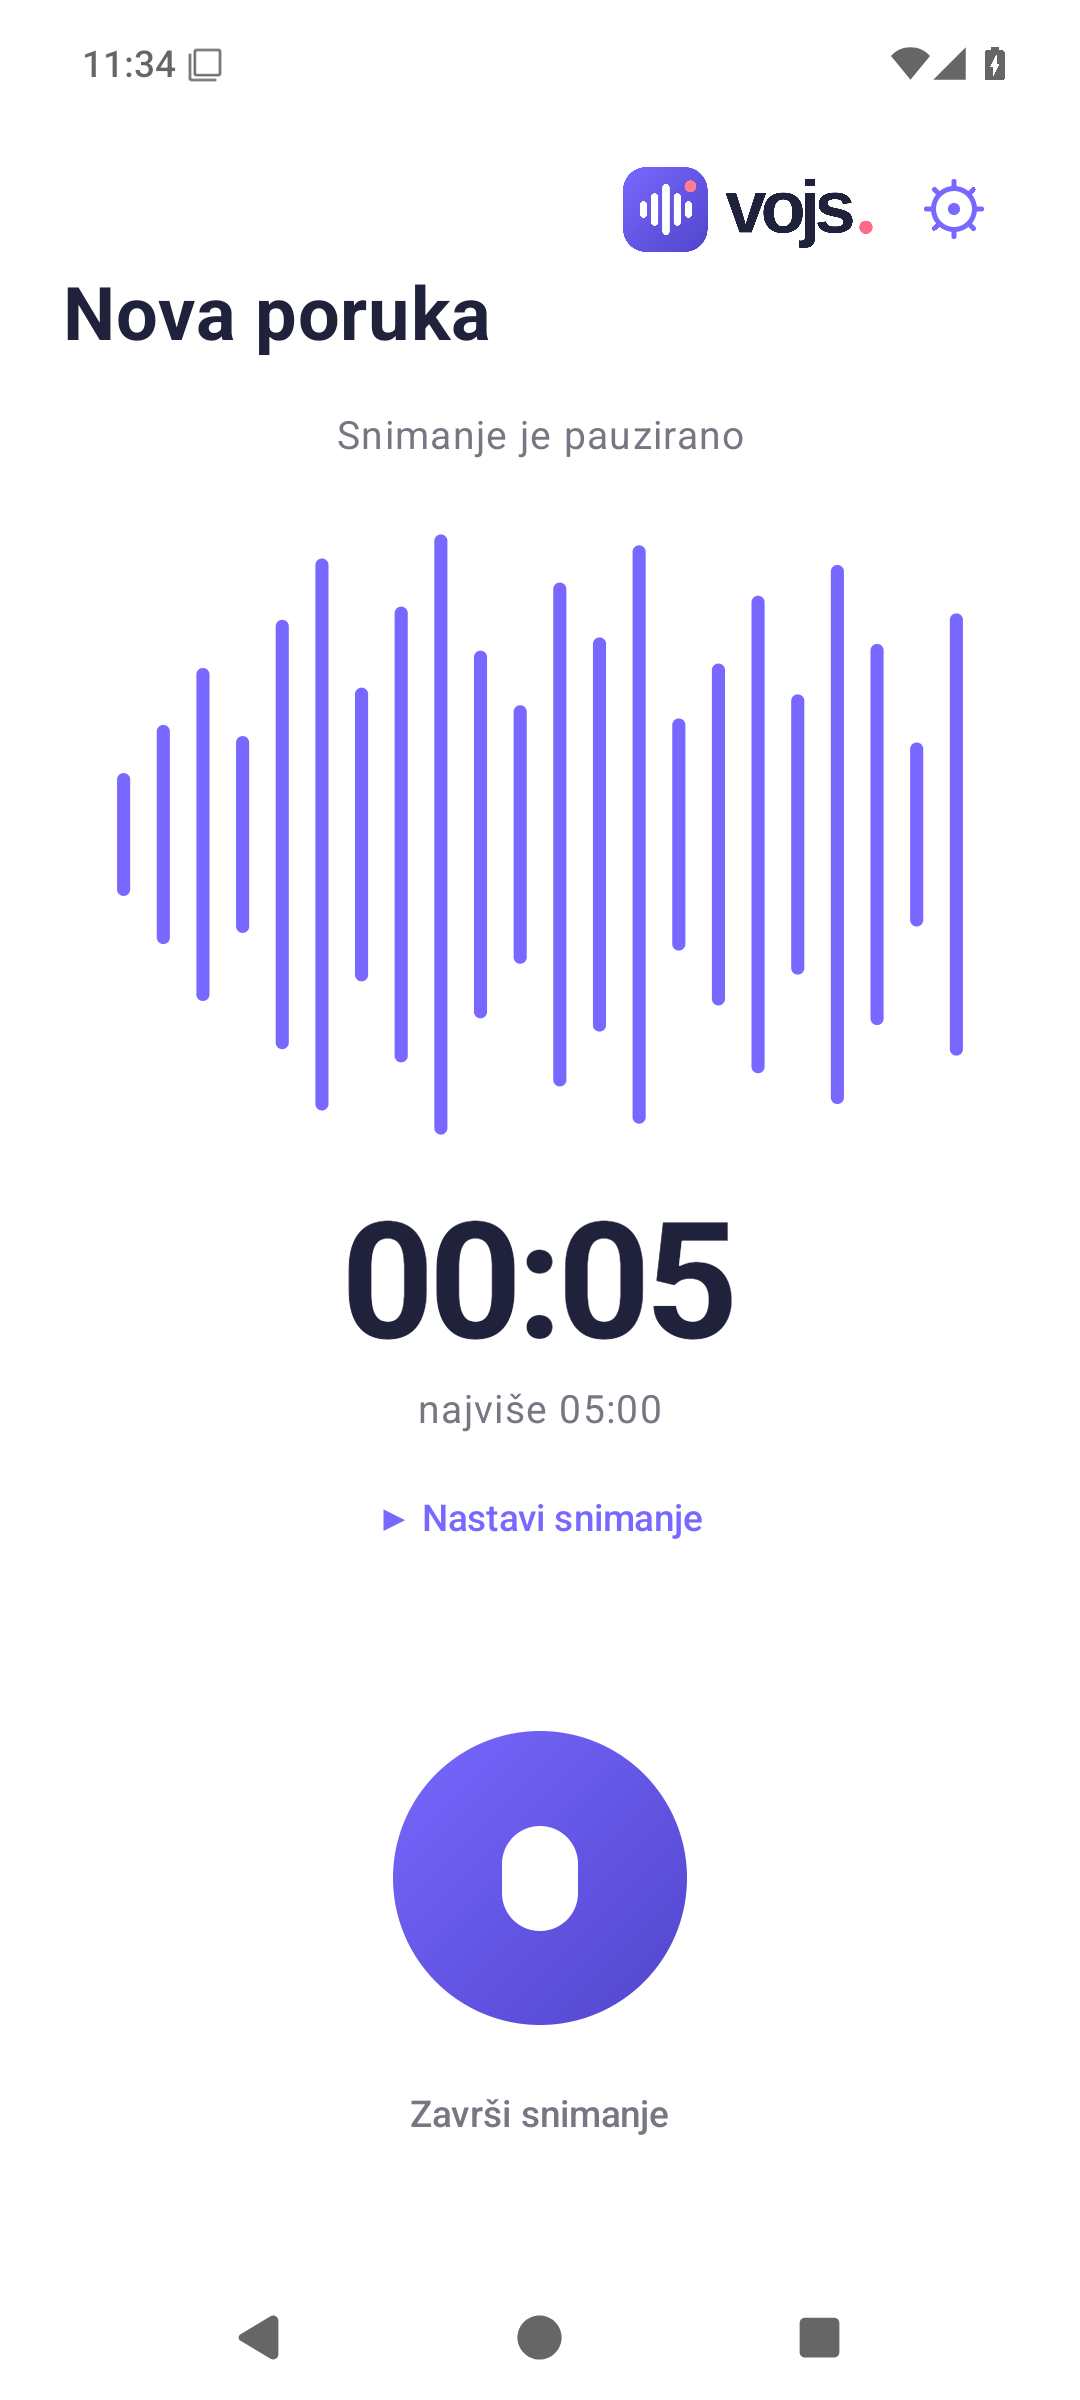 11:34
vojs.
Nova poruka
Snimanje je pauzirano
00:05
najviše 05:00
► Nastavi snimanje
Završi snimanje